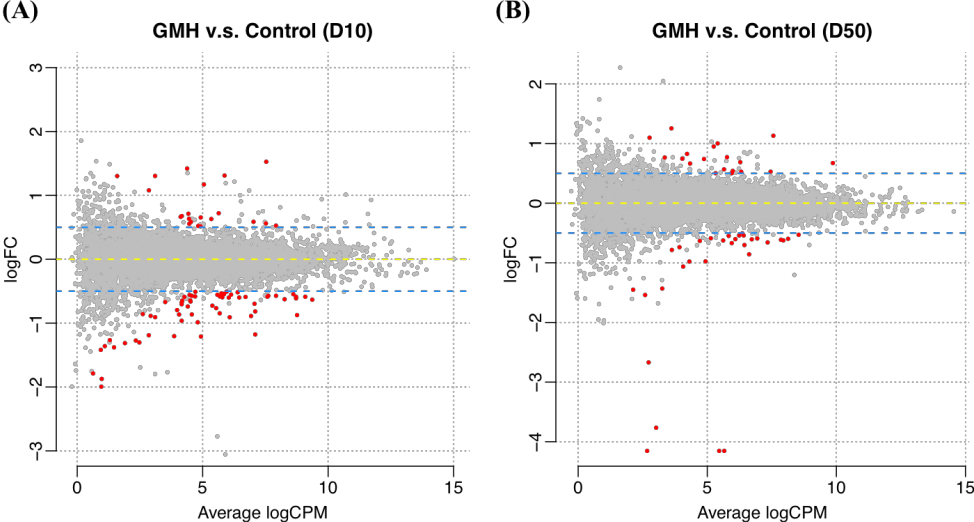 (A)
GMH v.s. Control (D10)
logFC
3
2
1
0
−1
−2
−3
0 5 10 15
Average logCPM
(B)
GMH v.s. Control (D50)
logFC
2
1
0
−1
−2
−3
−4
0 5 10 15
Average logCPM